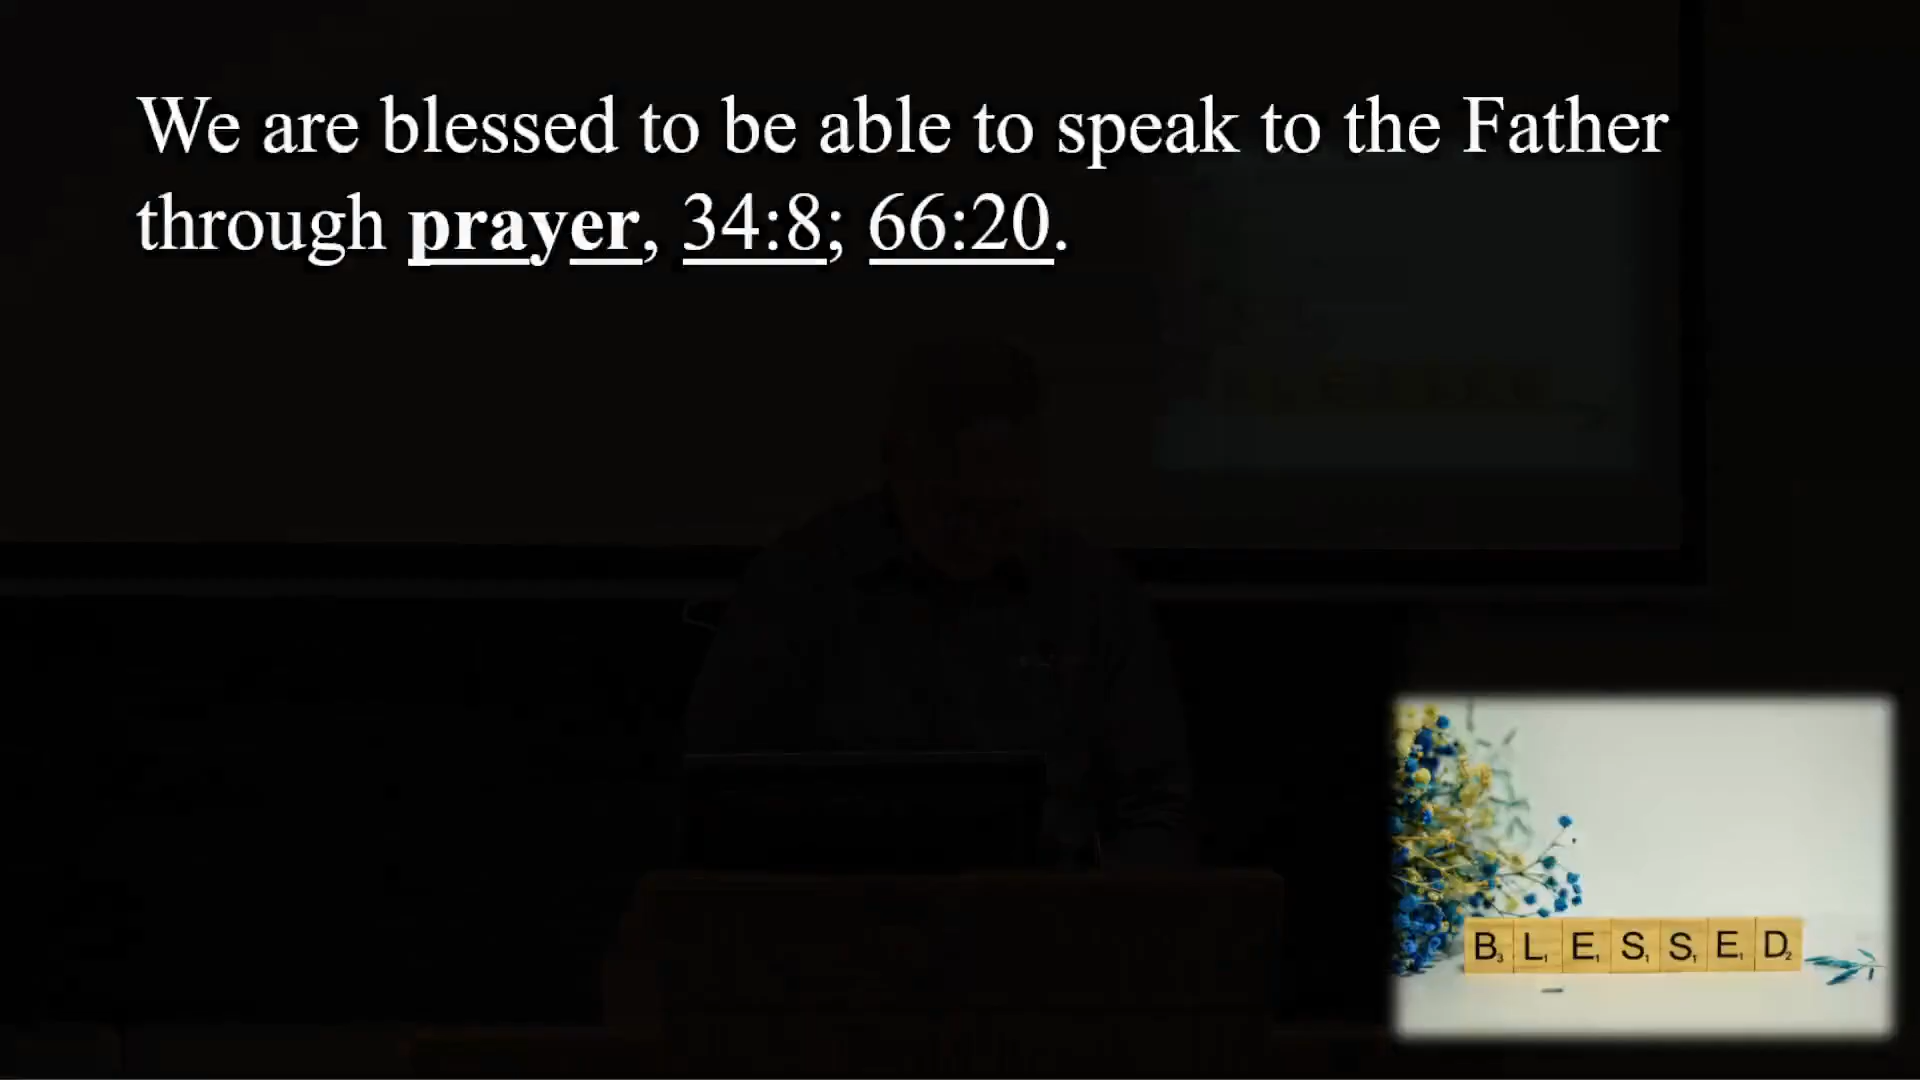 We are blessed to be able to speak to the Father
through prayer, 34:8; 66:20.
BLESSED